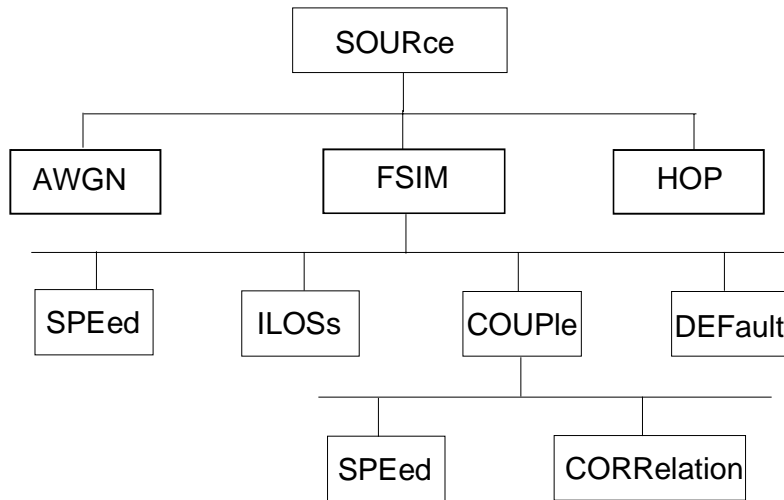 SOURce
AWGN
FSIM
HOP
SPEed
ILOSs
COUPle
DEFault
SPEed
CORRelation